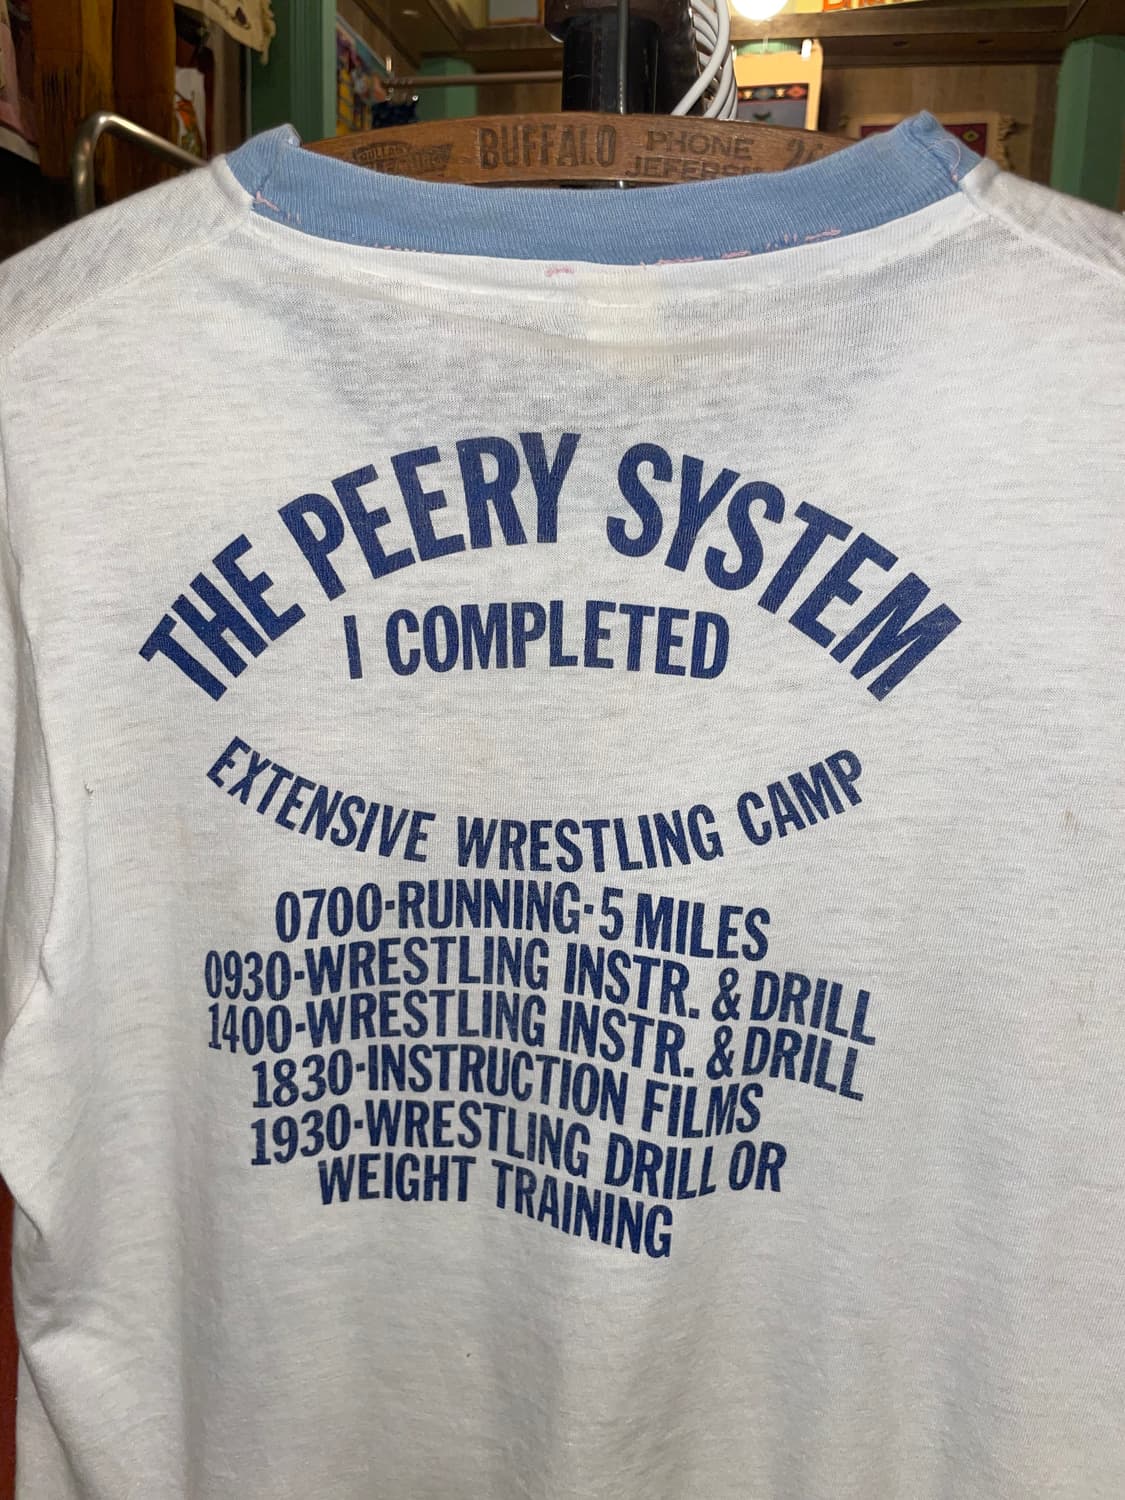 BUFFALO
PHONE
THE PEERY SYSTEM
I COMPLETED
EXTENSIVE WRESTLING CAMP
0700-RUNNING-5 MILES
0930-WRESTLING INSTR. & DRILL
1400-WRESTLING INSTR. & DRILL
1830-INSTRUCTION FILMS
1930-WRESTLING DRILL OR
WEIGHT TRAINING